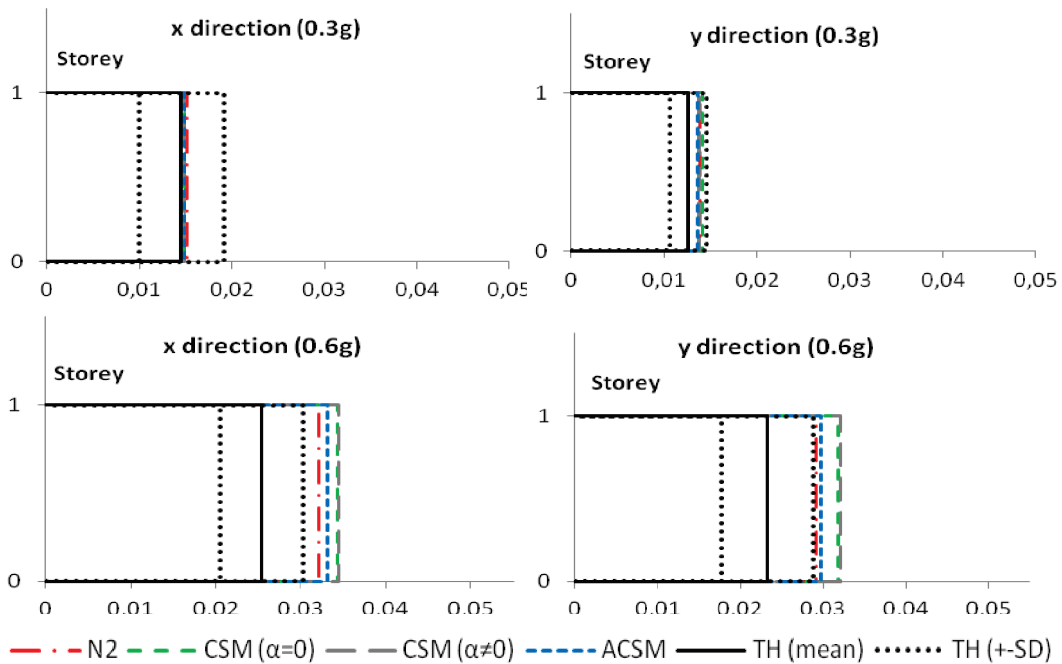 x direction (0.3g)
Storey
1
0
0 0,01 0,02 0,03 0,04 0,05
y direction (0.3g)
Storey
1
0
0 0,01 0,02 0,03 0,04 0,05
x direction (0.6g)
Storey
1
0
0 0.01 0.02 0.03 0.04 0.05
y direction (0.6g)
Storey
1
0
0 0.01 0.02 0.03 0.04 0.05
N2 CSM (α=0) CSM (α≠0) ACSM TH (mean) TH (+-SD)